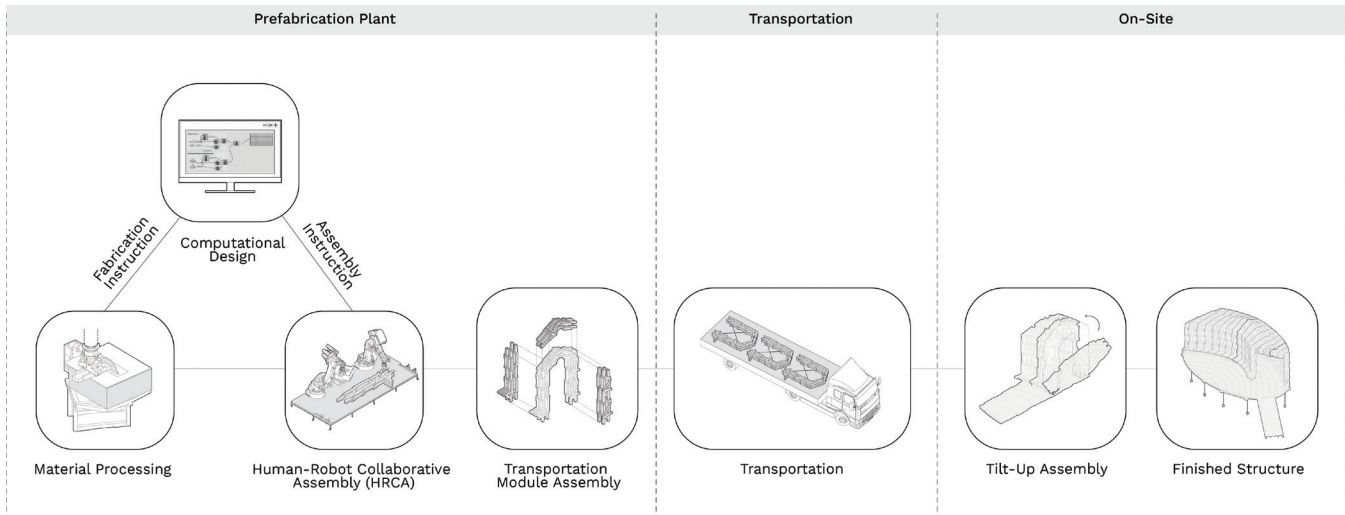 Prefabrication Plant
Transportation
On-Site
Fabrication
Instruction
Assembly
Instruction
Computational
Design
Material Processing
Human-Robot Collaborative
Assembly (HRCA)
Transportation
Module Assembly
Transportation
Tilt-Up Assembly
Finished Structure